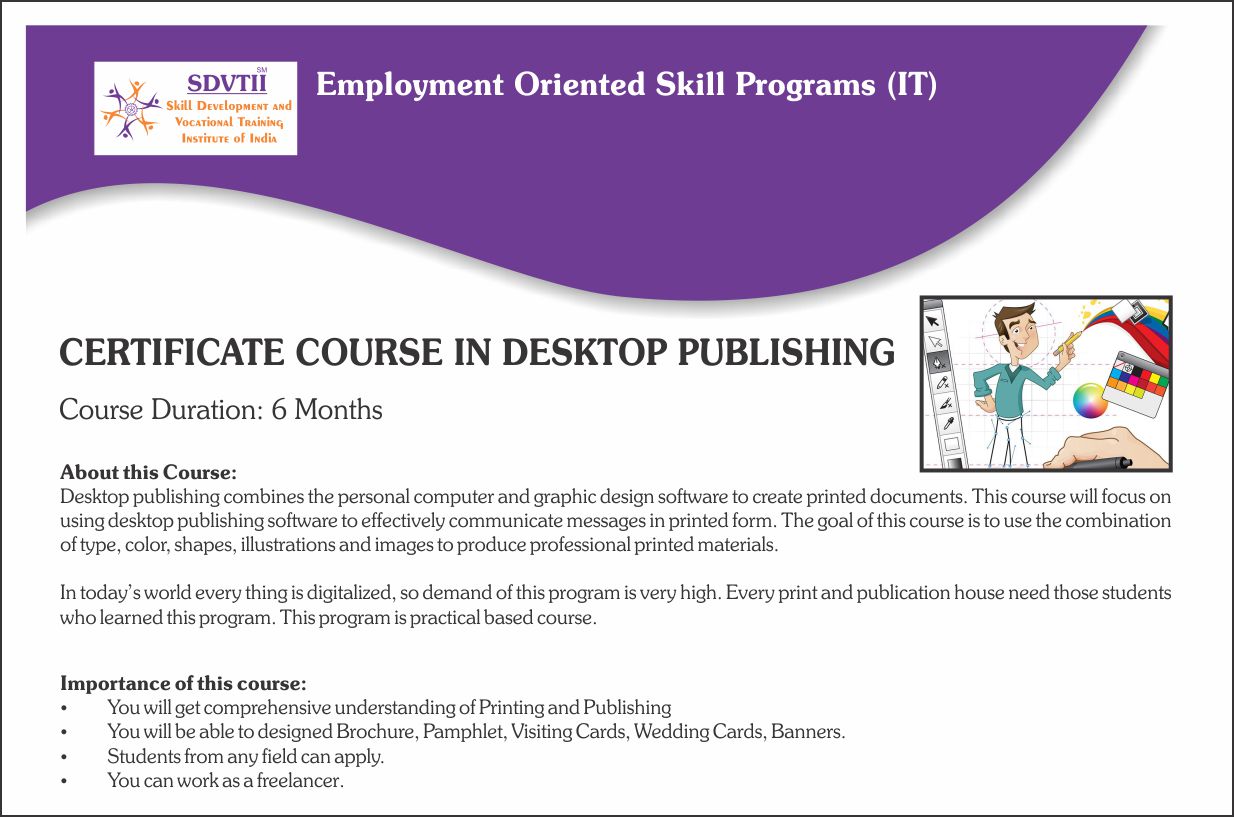 SDVTII SM
Skill Development and
Vocational Training
Institute of India
Employment Oriented Skill Programs (IT)
CERTIFICATE COURSE IN DESKTOP PUBLISHING
Course Duration: 6 Months
About this Course:
Desktop publishing combines the personal computer and graphic design software to create printed documents. This course will focus on
using desktop publishing software to effectively communicate messages in printed form. The goal of this course is to use the combination
of type, color, shapes, illustrations and images to produce professional printed materials.
In today's world every thing is digitalized, so demand of this program is very high. Every print and publication house need those students
who learned this program. This program is practical based course.
Importance of this course:
• You will get comprehensive understanding of Printing and Publishing
• You will be able to designed Brochure, Pamphlet, Visiting Cards, Wedding Cards, Banners.
• Students from any field can apply.
• You can work as a freelancer.